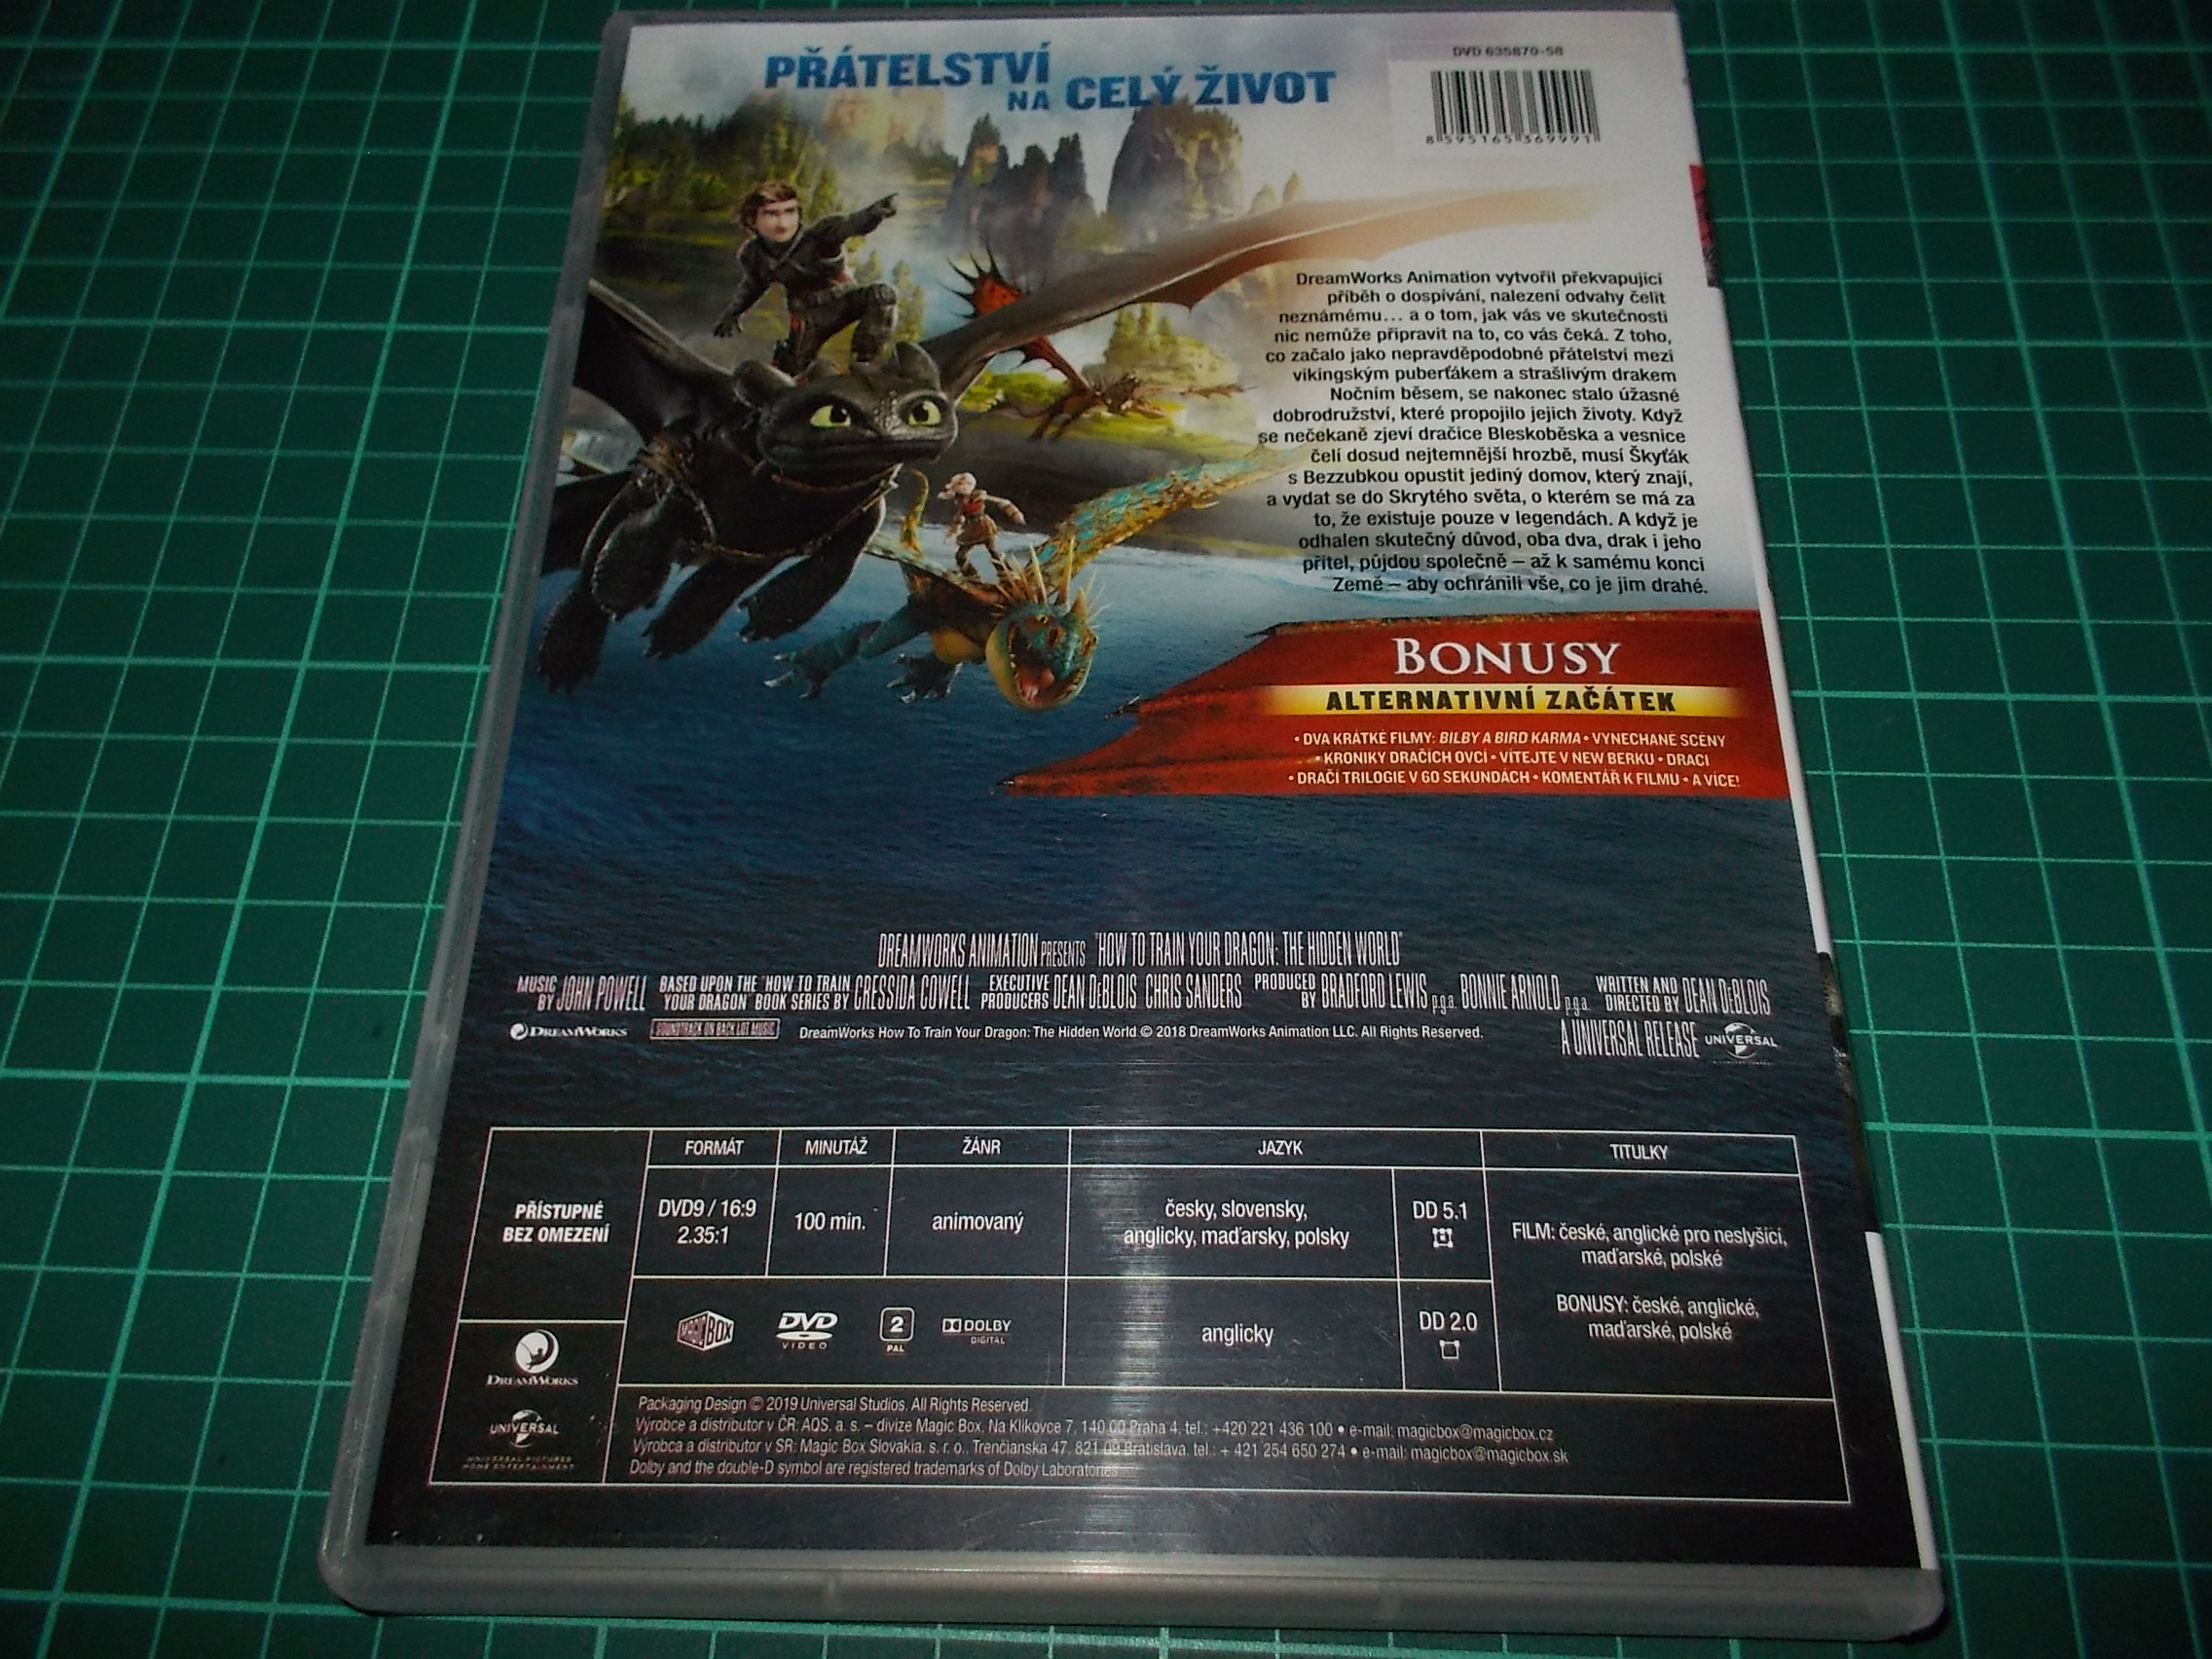 PŘÁTELSTVÍ
NA CELÝ ŽIVOT
DVD 635870-58
8 595165 369991
DreamWorks Animation vytvořil překvapující
příběh o dospívání, nalezení odvahy čelit
neznámému... a o tom, jak vás ve skutečnosti
nic nemůže připravit na to, co vás čeká. Z toho,
co začalo jako nepravděpodobné přátelství mezi
vikingským puberťákem a strašlivým drakem
Nočním běsem, se nakonec stalo úžasné
dobrodružství, které propojilo jejich životy. Když
se nečekaně zjeví dračice Bleskoběska a vesnice
čelí dosud nejtemnější hrozbě, musí Škyťák
s Bezzubkou opustit jediný domov, který znají,
a vydat se do Skrytého světa, o kterém se má za
to, že existuje pouze v legendách. A když je
odhalen skutečný důvod, oba dva, drak i jeho
přítel, půjdou společně – až k samému konci
Země – aby ochránili vše, co je jim drahé.
BONUSY
ALTERNATIVNÍ ZAČÁTEK
• DVA KRÁTKÉ FILMY: BILBY A BIRD KARMA • VYNECHANÉ SCÉNY
• KRONIKY DRAČÍCH OVCÍ • VÍTEJTE V NEW BERKU • DRACI
• DRAČÍ TRILOGIE V 60 SEKUNDÁCH • KOMENTÁŘ K FILMU • A VÍCE!
DREAMWORKS ANIMATION PRESENTS "HOW TO TRAIN YOUR DRAGON: THE HIDDEN WORLD"
MUSIC BY JOHN POWELL BASED UPON THE "HOW TO TRAIN YOUR DRAGON" BOOK SERIES BY CRESSIDA COWELL EXECUTIVE PRODUCERS DEAN DeBLOIS CHRIS SANDERS PRODUCED BY BRADFORD LEWIS p.g.a. BONNIE ARNOLD p.g.a. WRITTEN AND DIRECTED BY DEAN DeBLOIS
DREAMWORKS SOUNDTRACK ON BACK LOT MUSIC DreamWorks How To Train Your Dragon: The Hidden World © 2018 DreamWorks Animation LLC. All Rights Reserved. A UNIVERSAL RELEASE UNIVERSAL
FORMÁT MINUTÁŽ ŽÁNR JAZYK TITULKY
PŘÍSTUPNÉ
BEZ OMEZENÍ
DVD9 / 16:9
2.35:1
100 min.
animovaný
česky, slovensky,
anglicky, maďarsky, polsky
DD 5.1
FILM: české, anglické pro neslyšící,
maďarské, polské
BONUSY: české, anglické,
maďarské, polské
MAGIC BOX
DVD
VIDEO
2
PAL
DOLBY
DIGITAL
anglicky
DD 2.0
DREAMWORKS
UNIVERSAL
UNIVERSAL PICTURES
HOME ENTERTAINMENT
Packaging Design © 2019 Universal Studios. All Rights Reserved.
Výrobce a distributor v ČR: AQS, a. s. – divize Magic Box, Na Klikovce 7, 140 00 Praha 4, tel.: +420 221 436 100 • e-mail: magicbox@magicbox.cz
Výrobca a distributor v SR: Magic Box Slovakia, s. r. o., Trenčianska 47, 821 09 Bratislava, tel.: + 421 254 650 274 • e-mail: magicbox@magicbox.sk
Dolby and the double-D symbol are registered trademarks of Dolby Laboratories